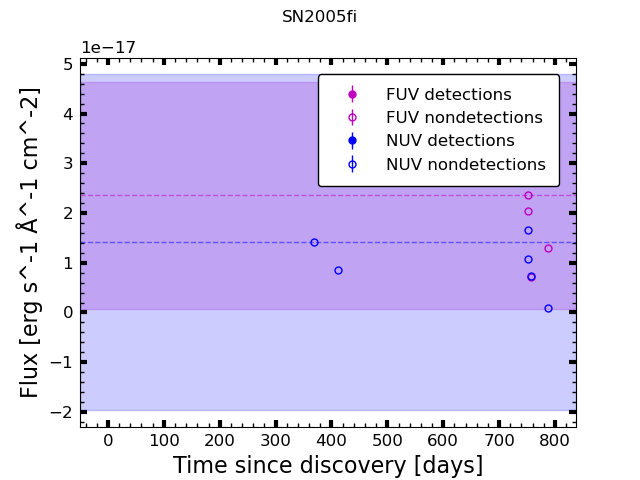 SN2005fi
1e−17
5
4
3
2
1
0
−1
−2
Flux [erg s^-1 Å^-1 cm^-2]
FUV detections
FUV nondetections
NUV detections
NUV nondetections
0 100 200 300 400 500 600 700 800
Time since discovery [days]